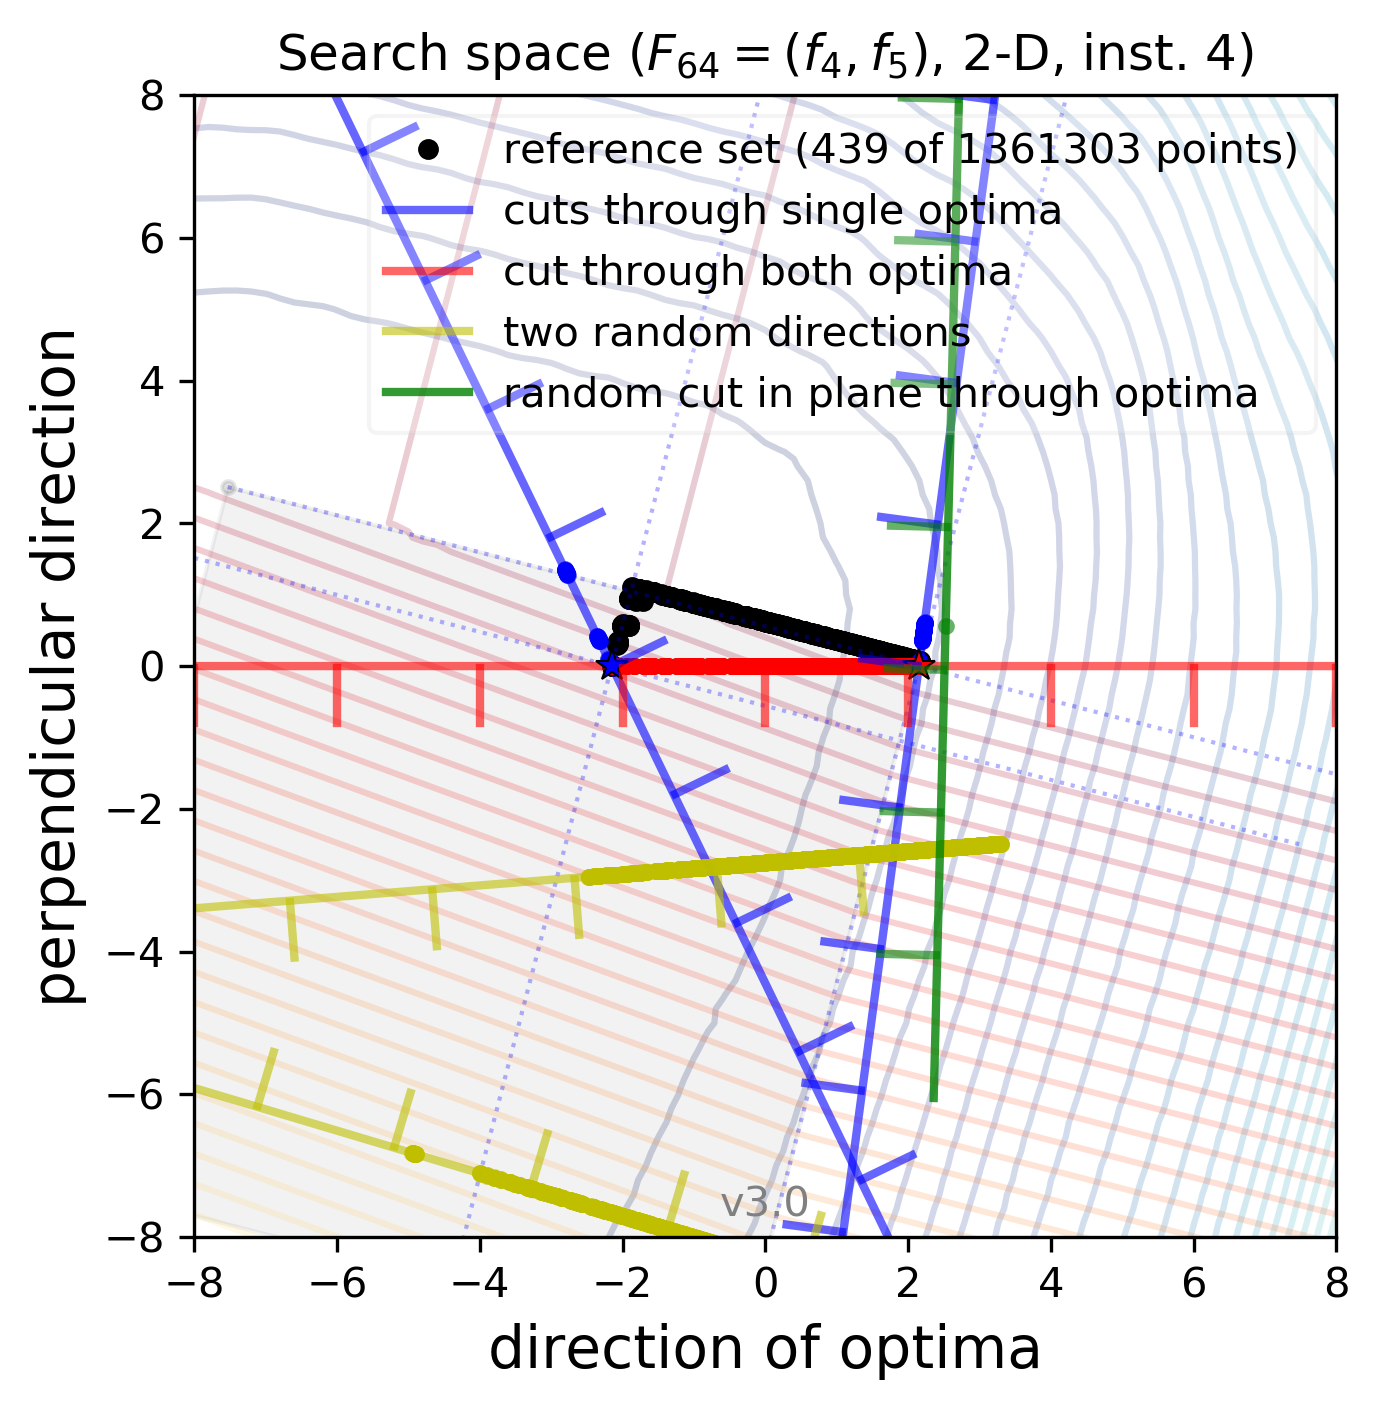 Search space (F64 = (f4, f5), 2-D, inst. 4)
reference set (439 of 1361303 points)
cuts through single optima
cut through both optima
two random directions
random cut in plane through optima
8
6
4
2
0
−2
−4
−6
−8
perpendicular direction
v3.0
−8 −6 −4 −2 0 2 4 6 8
direction of optima